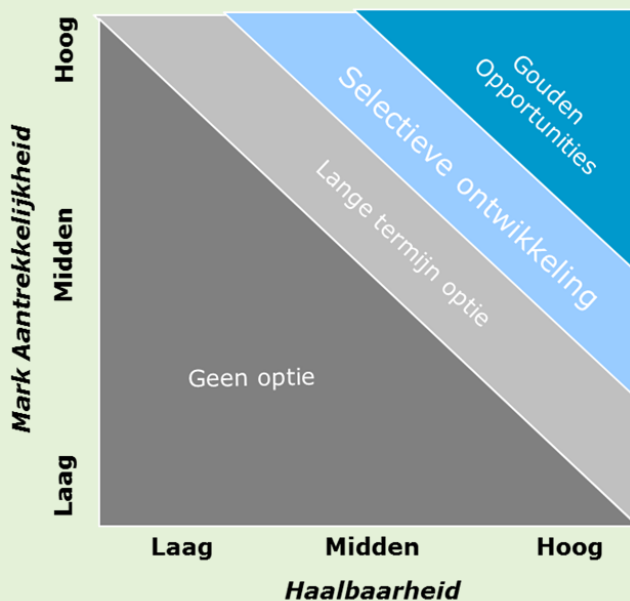 Hoog
Midden
Laag
Mark Aantrekkelijkheid
Gouden
Opportunities
Selectieve ontwikkeling
Lange termijn optie
Geen optie
Laag Midden Hoog
Haalbaarheid